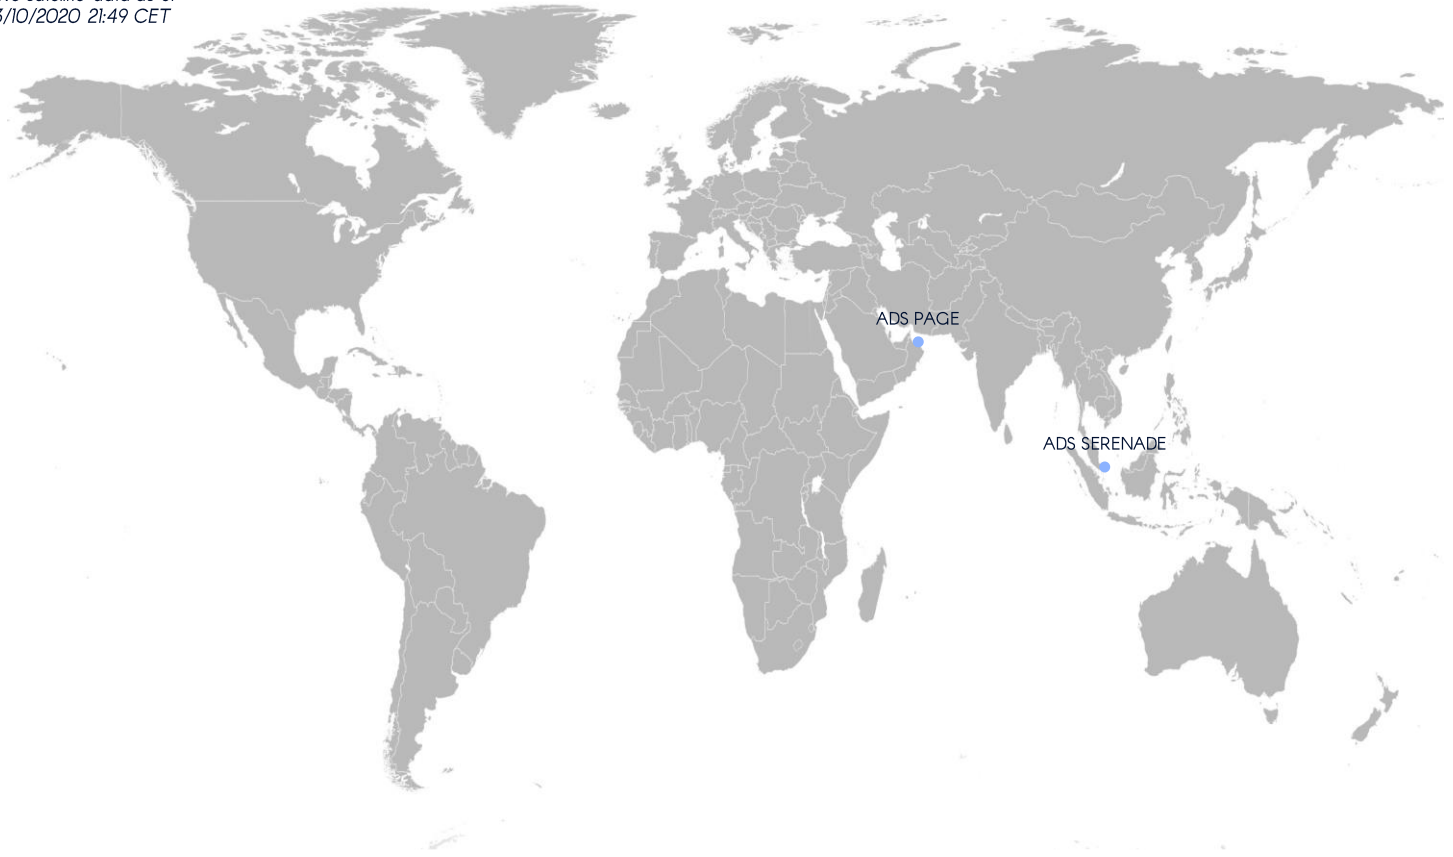 satellite data as of
/10/2020 21:49 CET
ADS PAGE
ADS SERENADE